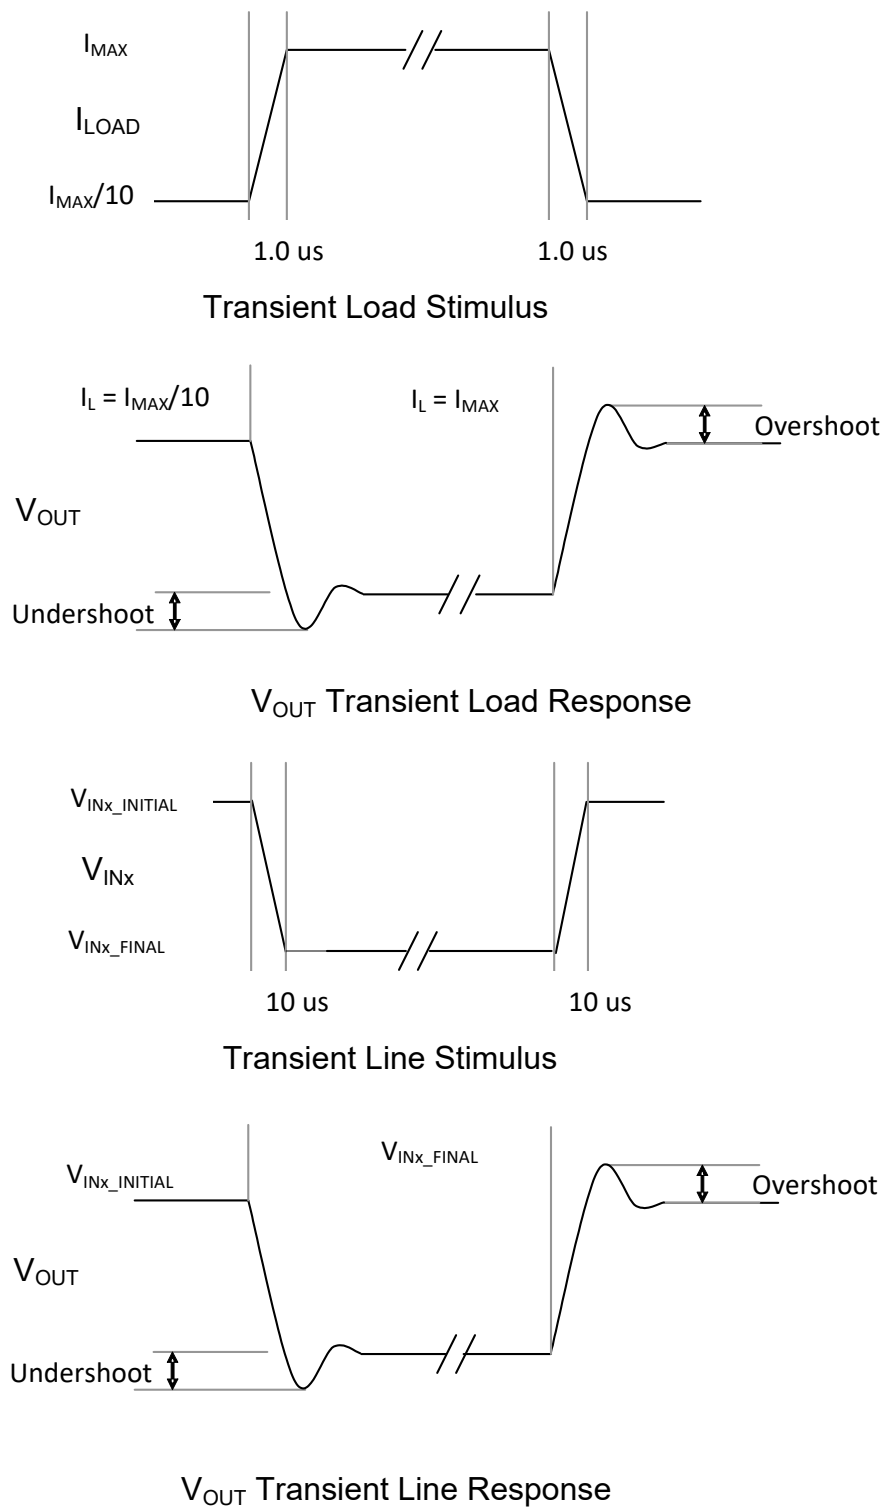 IMAX
ILOAD
IMAX/10
1.0 us 1.0 us
Transient Load Stimulus
IL = IMAX/10 IL = IMAX
Overshoot
VOUT
Undershoot
VOUT Transient Load Response
VINx_INITIAL
VINx
VINx_FINAL
10 us 10 us
Transient Line Stimulus
VINx_INITIAL VINx_FINAL
Overshoot
VOUT
Undershoot
VOUT Transient Line Response